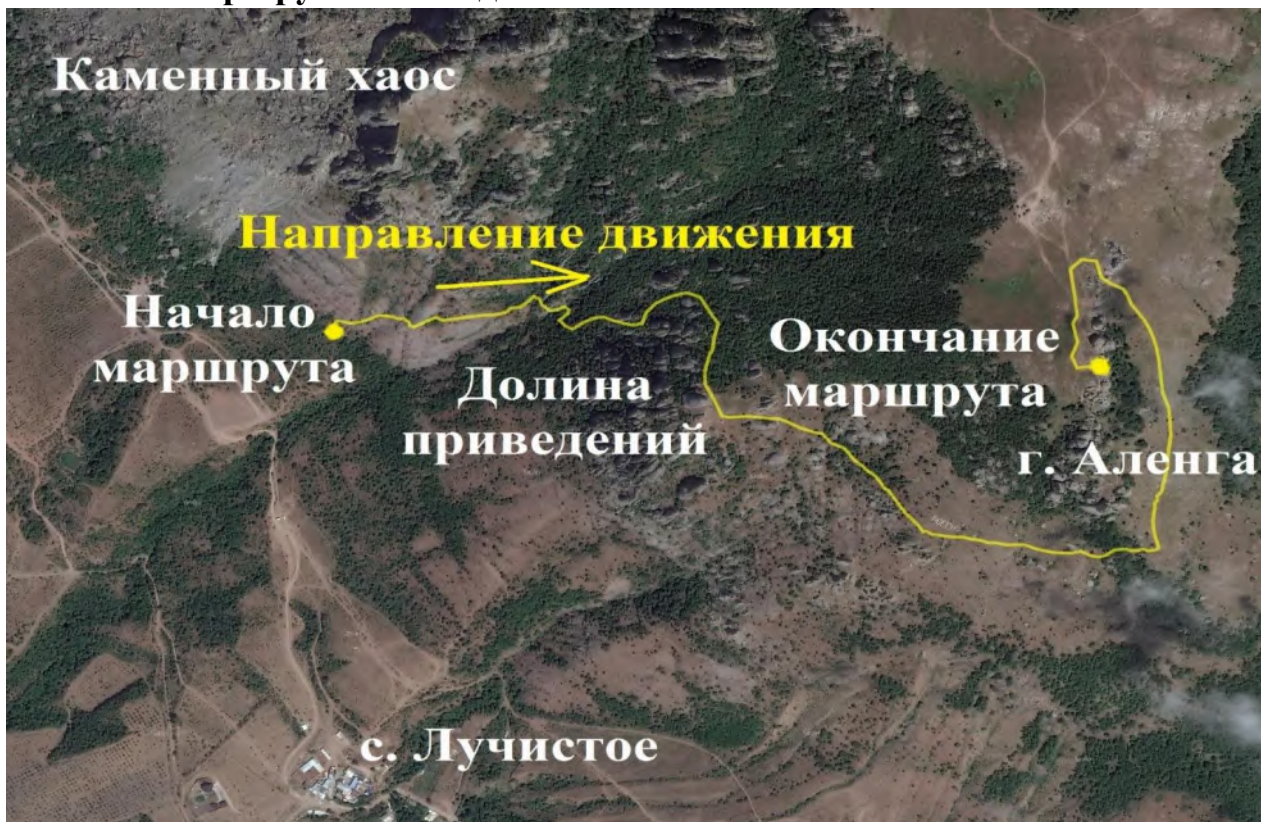 Каменный хаос
Направление движения
Начало
маршрута
Окончание
маршрута
Долина
приведений
г. Аленга
с. Лучистое